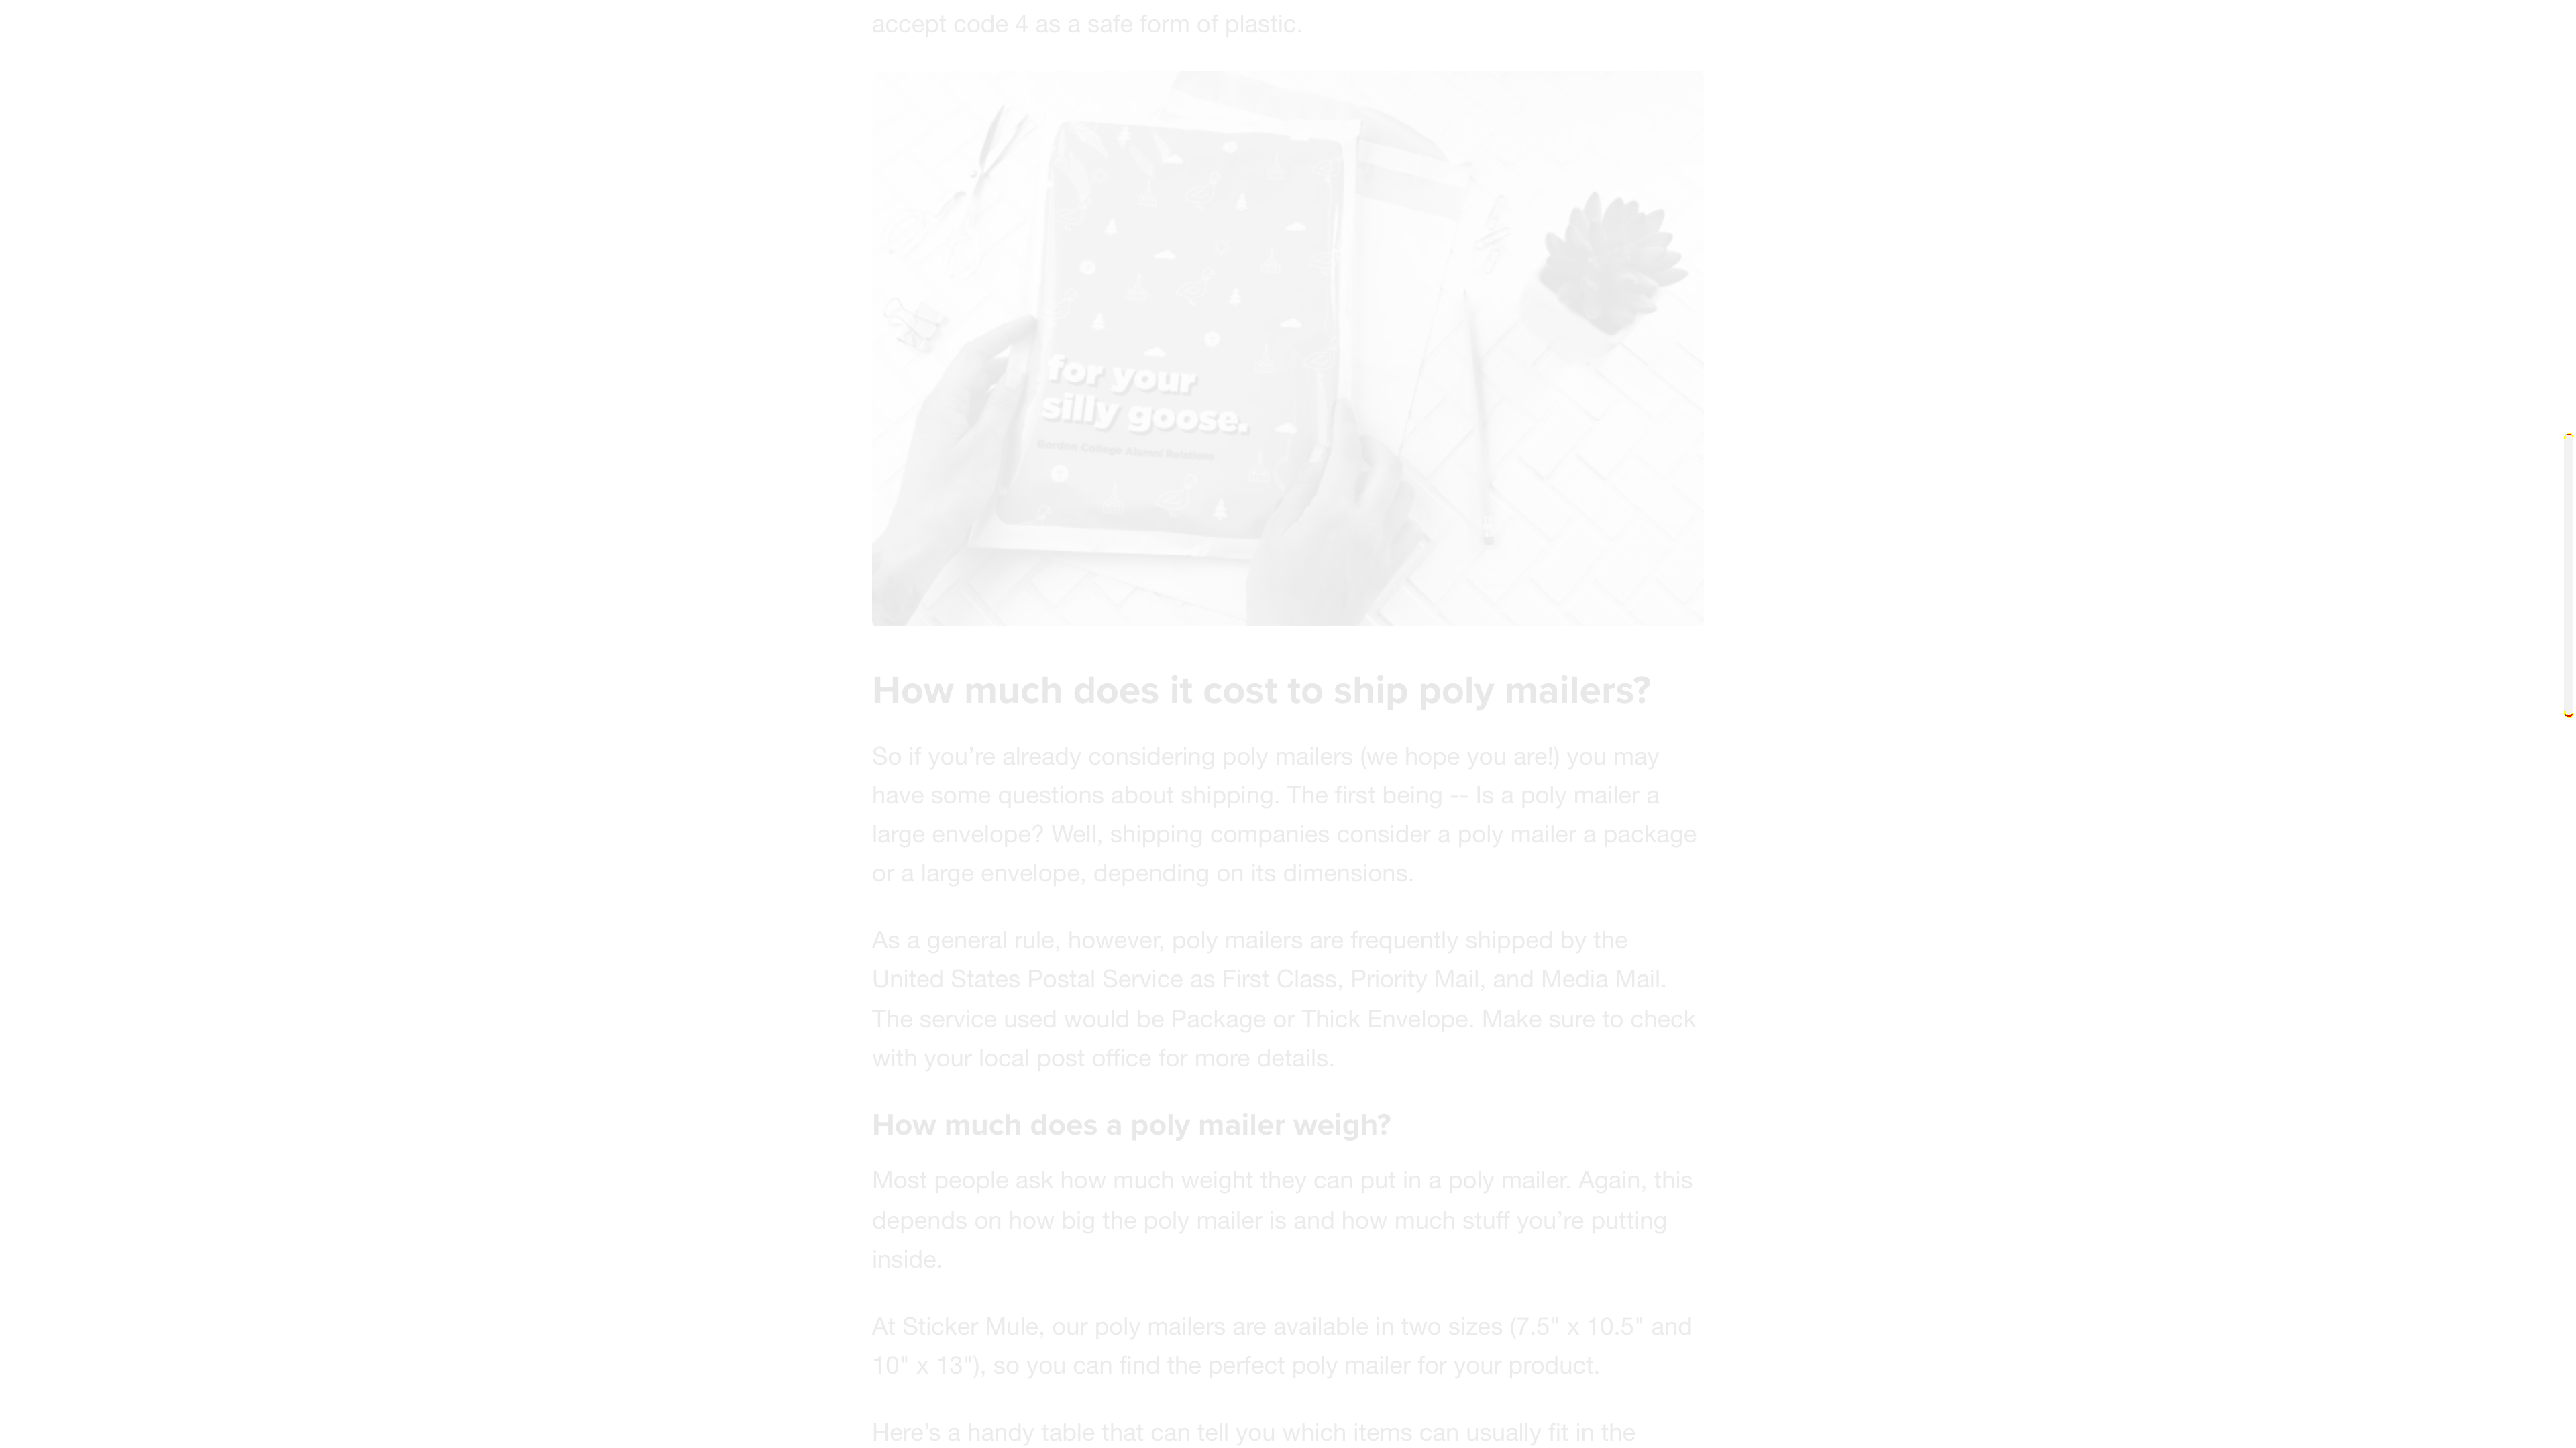 accept code 4 as a safe form of plastic.
for your
silly goose.
Gordon College Alumni Relations
How much does it cost to ship poly mailers?
So if you’re already considering poly mailers (we hope you are!) you may
have some questions about shipping. The first being -- Is a poly mailer a
large envelope? Well, shipping companies consider a poly mailer a package
or a large envelope, depending on its dimensions.
As a general rule, however, poly mailers are frequently shipped by the
United States Postal Service as First Class, Priority Mail, and Media Mail.
The service used would be Package or Thick Envelope. Make sure to check
with your local post office for more details.
How much does a poly mailer weigh?
Most people ask how much weight they can put in a poly mailer. Again, this
depends on how big the poly mailer is and how much stuff you’re putting
inside.
At Sticker Mule, our poly mailers are available in two sizes (7.5" x 10.5" and
10" x 13"), so you can find the perfect poly mailer for your product.
Here’s a handy table that can tell you which items can usually fit in the